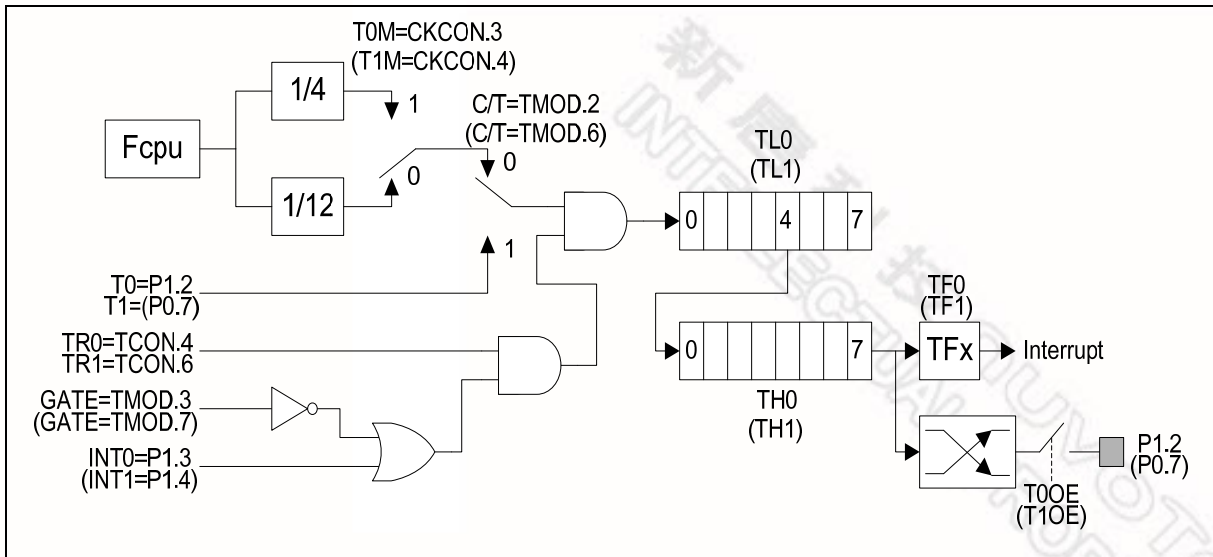 T0M=CKCON.3
(T1M=CKCON.4)
1/4
1
C/T=TMOD.2
(C/T=TMOD.6)
Fcpu
0
0
1/12
TL0
(TL1)
0 4 7
1
T0=P1.2
T1=(P0.7)
TR0=TCON.4
TR1=TCON.6
TF0
(TF1)
0 7
TFx
Interrupt
TH0
(TH1)
GATE=TMOD.3
(GATE=TMOD.7)
INT0=P1.3
(INT1=P1.4)
P1.2
(P0.7)
T0OE
(T1OE)